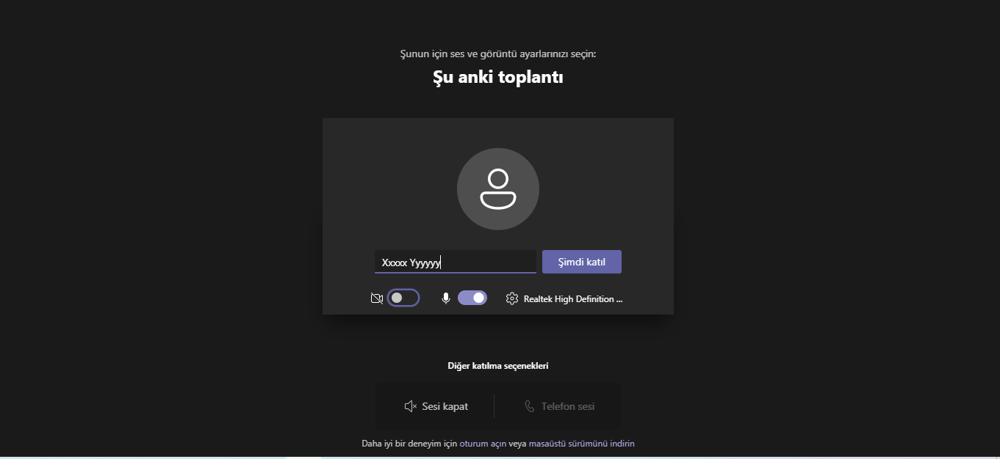 Şunun için ses ve görüntü ayarlarınızı seçin:
Şu anki toplantı
Xxxxx Yyyyyy
Şimdi katıl
Realtek High Definition ...
Diğer katılma seçenekleri
Sesi kapat
Telefon sesi
Daha iyi bir deneyim için oturum açın veya masaüstü sürümünü indirin